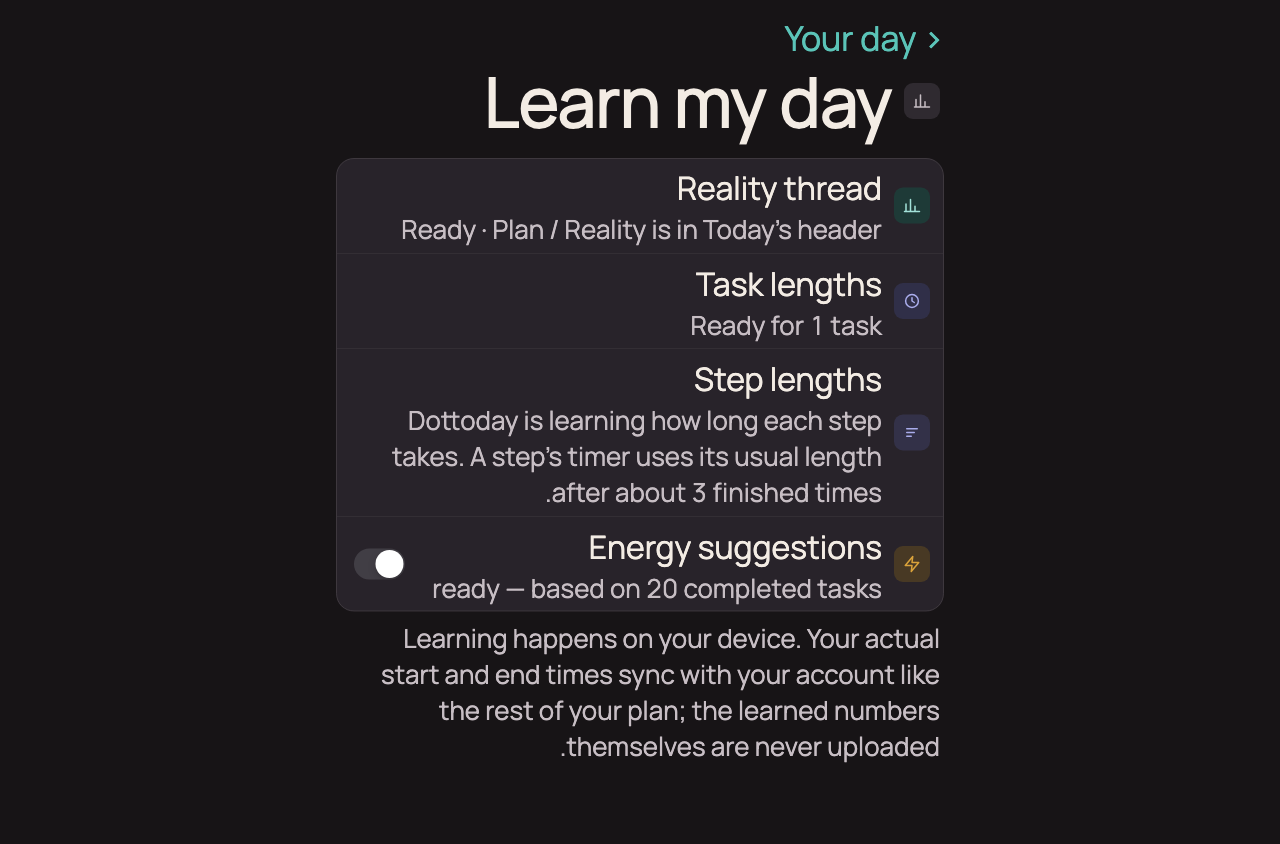 Your day
Learn my day
Reality thread
Ready · Plan / Reality is in Today's header
Task lengths
Ready for 1 task
Step lengths
Dottoday is learning how long each step
takes. A step's timer uses its usual length
after about 3 finished times.
Energy suggestions
ready — based on 20 completed tasks
Learning happens on your device. Your actual
start and end times sync with your account like
the rest of your plan; the learned numbers
themselves are never uploaded.